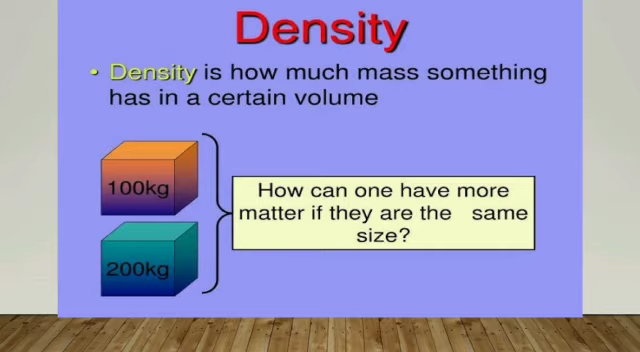 Density
• Density is how much mass something
has in a certain volume
100kg
How can one have more
matter if they are the same
size?
200kg